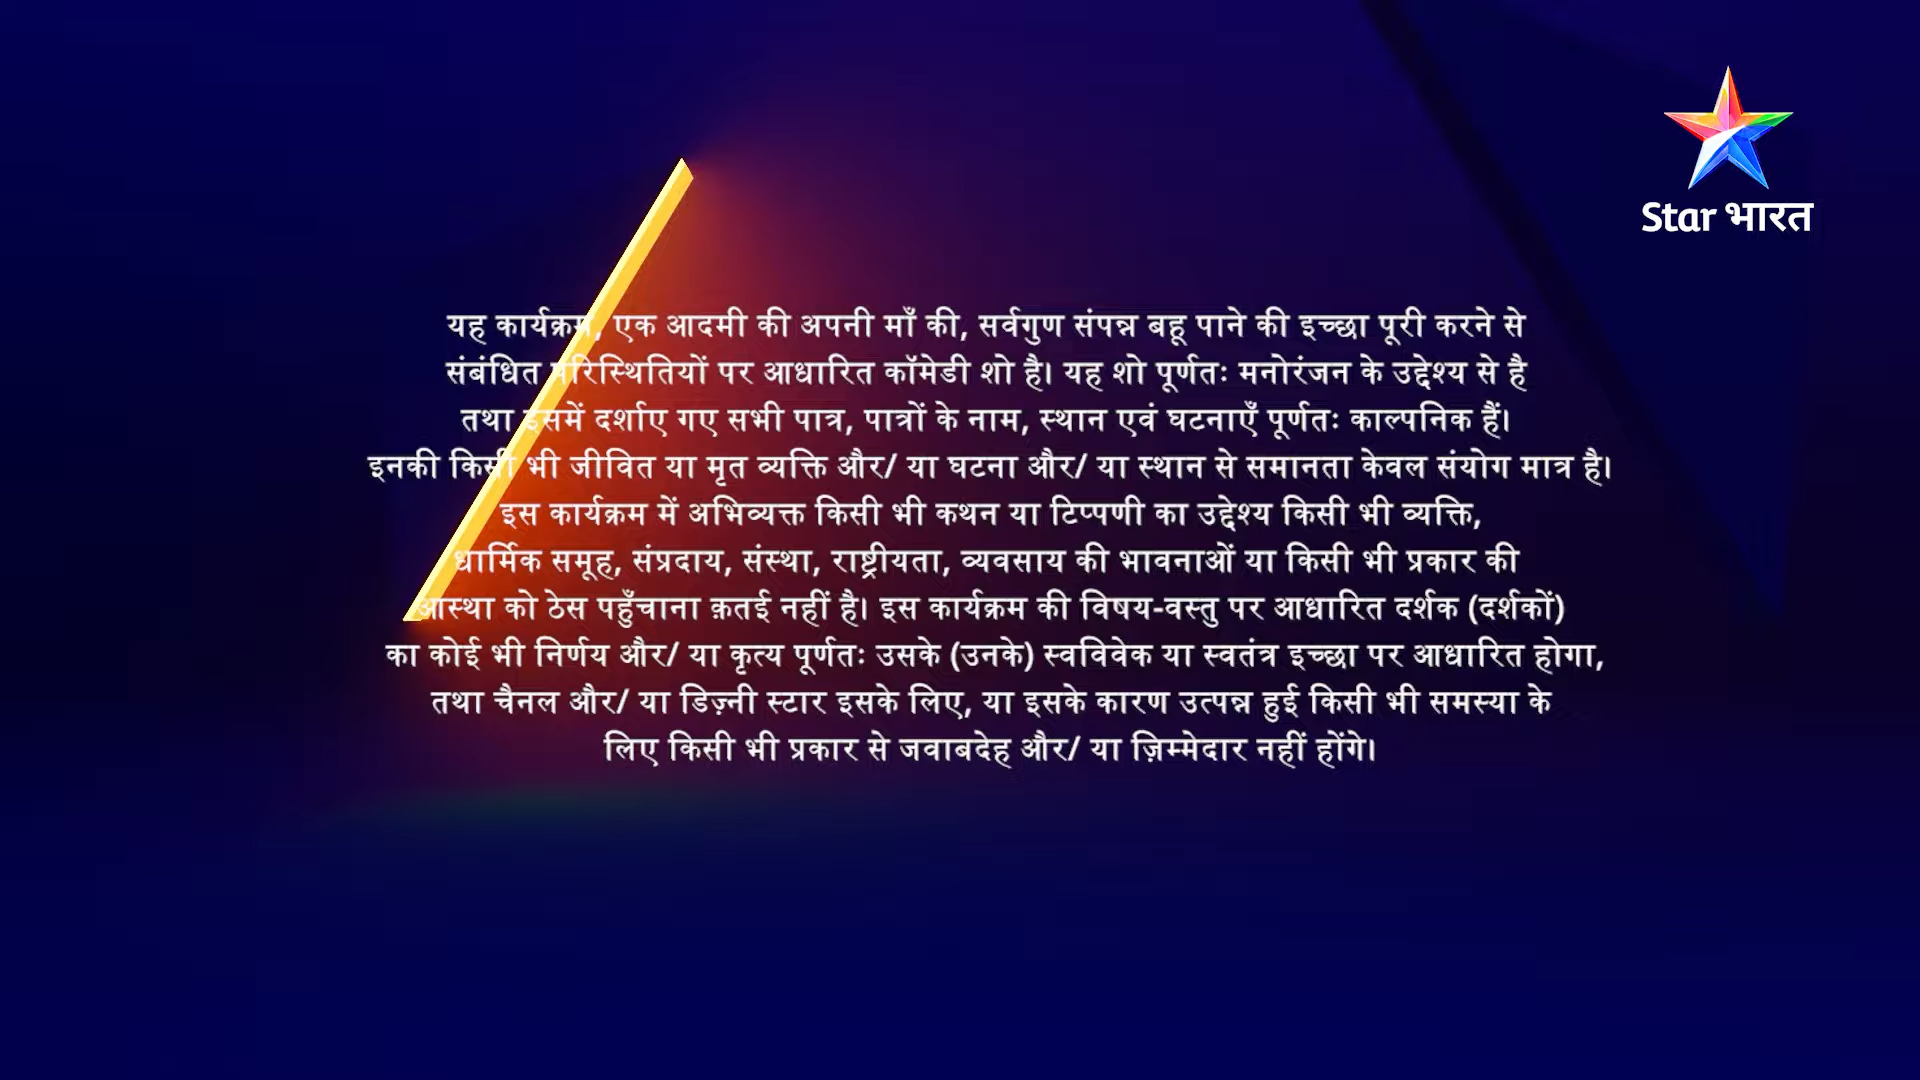 Star भारत
यह कार्यक्रम, एक आदमी की अपनी माँ की, सर्वगुण संपन्न बहू पाने की इच्छा पूरी करने से
संबंधित परिस्थितियों पर आधारित कॉमेडी शो है। यह शो पूर्णतः मनोरंजन के उद्देश्य से है
तथा इसमें दर्शाए गए सभी पात्र, पात्रों के नाम, स्थान एवं घटनाएँ पूर्णतः काल्पनिक हैं।
इनकी किसी भी जीवित या मृत व्यक्ति और/ या घटना और/ या स्थान से समानता केवल संयोग मात्र है।
इस कार्यक्रम में अभिव्यक्त किसी भी कथन या टिप्पणी का उद्देश्य किसी भी व्यक्ति,
धार्मिक समूह, संप्रदाय, संस्था, राष्ट्रीयता, व्यवसाय की भावनाओं या किसी भी प्रकार की
आस्था को ठेस पहुँचाना क़तई नहीं है। इस कार्यक्रम की विषय-वस्तु पर आधारित दर्शक (दर्शकों)
का कोई भी निर्णय और/ या कृत्य पूर्णतः उसके (उनके) स्वविवेक या स्वतंत्र इच्छा पर आधारित होगा,
तथा चैनल और/ या डिज़्नी स्टार इसके लिए, या इसके कारण उत्पन्न हुई किसी भी समस्या के
लिए किसी भी प्रकार से जवाबदेह और/ या ज़िम्मेदार नहीं होंगे।